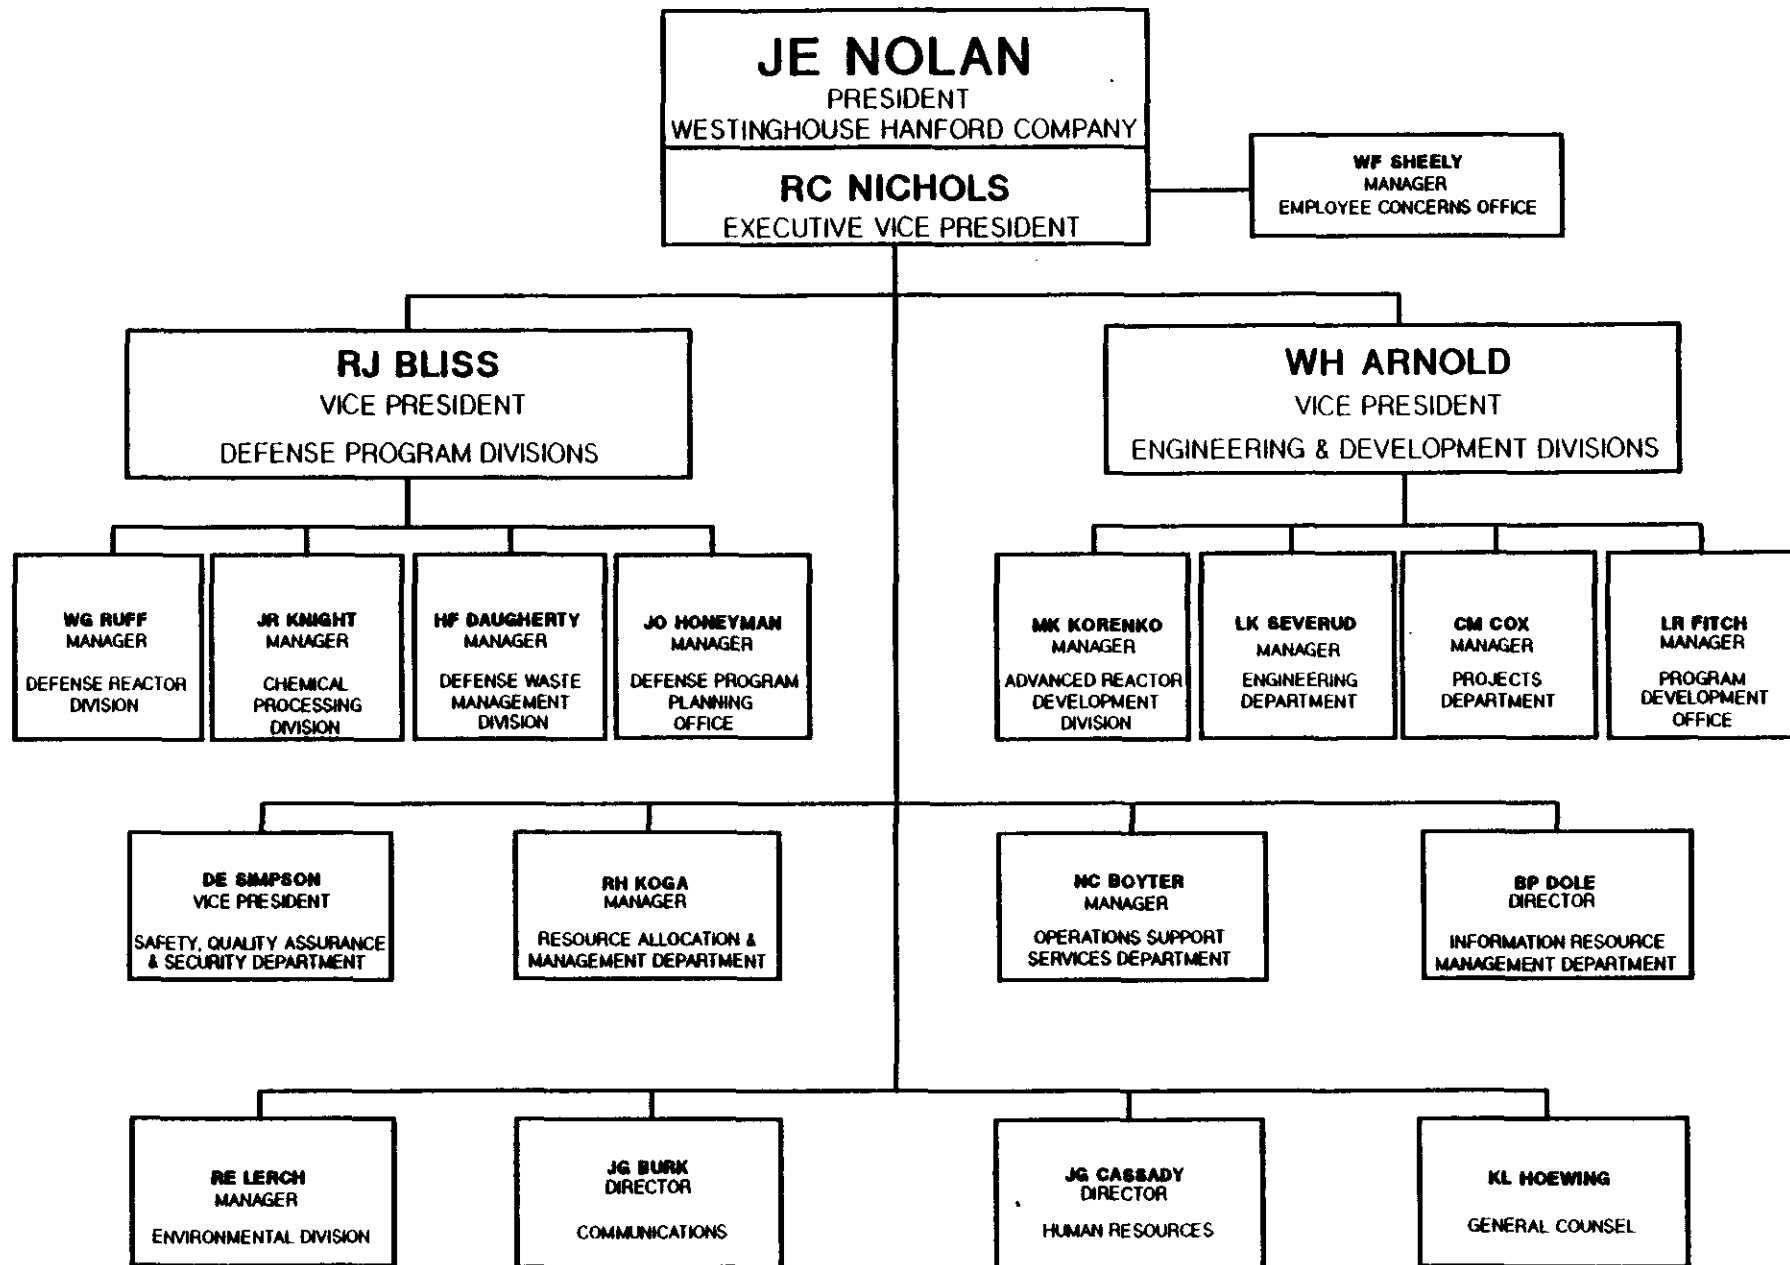 JE NOLAN
PRESIDENT
WESTINGHOUSE HANFORD COMPANY
RC NICHOLS
EXECUTIVE VICE PRESIDENT
WF SHEELY
MANAGER
EMPLOYEE CONCERNS OFFICE
RJ BLISS
VICE PRESIDENT
DEFENSE PROGRAM DIVISIONS
WH ARNOLD
VICE PRESIDENT
ENGINEERING & DEVELOPMENT DIVISIONS
WG RUFF
MANAGER
DEFENSE REACTOR
DIVISION
JR KNIGHT
MANAGER
CHEMICAL
PROCESSING
DIVISION
HF DAUGHERTY
MANAGER
DEFENSE WASTE
MANAGEMENT
DIVISION
JO HONEYMAN
MANAGER
DEFENSE PROGRAM
PLANNING
OFFICE
MK KORENKO
MANAGER
ADVANCED REACTOR
DEVELOPMENT
DIVISION
LK SEVERUD
MANAGER
ENGINEERING
DEPARTMENT
CM COX
MANAGER
PROJECTS
DEPARTMENT
LR FITCH
MANAGER
PROGRAM
DEVELOPMENT
OFFICE
DE SIMPSON
VICE PRESIDENT
SAFETY, QUALITY ASSURANCE
& SECURITY DEPARTMENT
RH KOGA
MANAGER
RESOURCE ALLOCATION &
MANAGEMENT DEPARTMENT
NC BOYTER
MANAGER
OPERATIONS SUPPORT
SERVICES DEPARTMENT
BP DOLE
DIRECTOR
INFORMATION RESOURCE
MANAGEMENT DEPARTMENT
RE LERCH
MANAGER
ENVIRONMENTAL DIVISION
JG BURK
DIRECTOR
COMMUNICATIONS
JG CASSADY
DIRECTOR
HUMAN RESOURCES
KL HOEWING
GENERAL COUNSEL